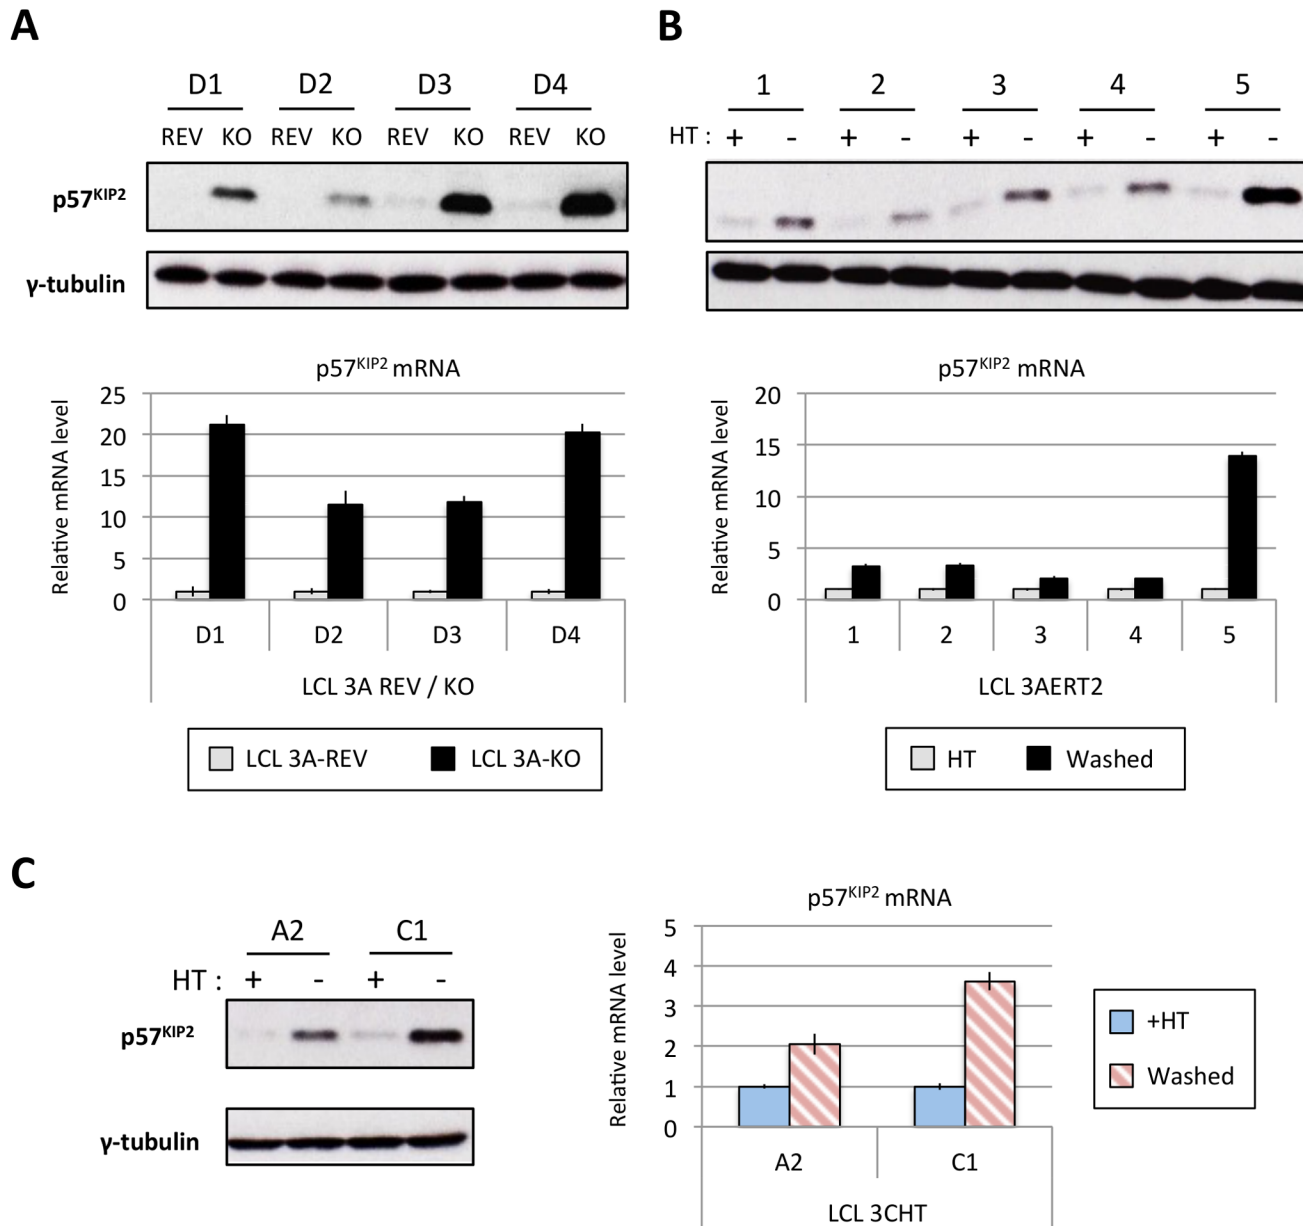 A
D1 D2 D3 D4
REV KO REV KO REV KO REV KO
p57KIP2
γ-tubulin
p57KIP2 mRNA
Relative mRNA level
25
20
15
10
5
0
D1 D2 D3 D4
LCL 3A REV / KO
LCL 3A-REV LCL 3A-KO
B
1 2 3 4 5
HT : + - + - + - + - + -
p57KIP2 mRNA
Relative mRNA level
20
15
10
5
0
1 2 3 4 5
LCL 3AERT2
HT Washed
C
A2 C1
HT : + - + -
p57KIP2
γ-tubulin
p57KIP2 mRNA
Relative mRNA level
5
4
3
2
1
0
A2 C1
LCL 3CHT
+HT
Washed